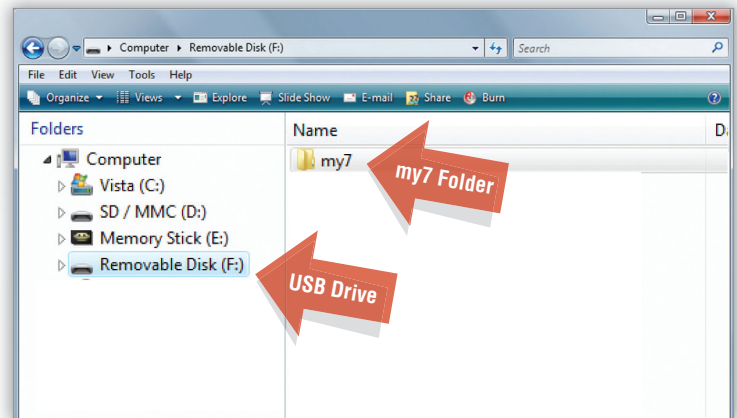 Computer ▸ Removable Disk (F:)
Search
File Edit View Tools Help
Organize Views Explore Slide Show E-mail Share Burn
Folders
Name
Computer
my7
my7 Folder
Vista (C:)
SD / MMC (D:)
Memory Stick (E:)
Removable Disk (F:)
USB Drive